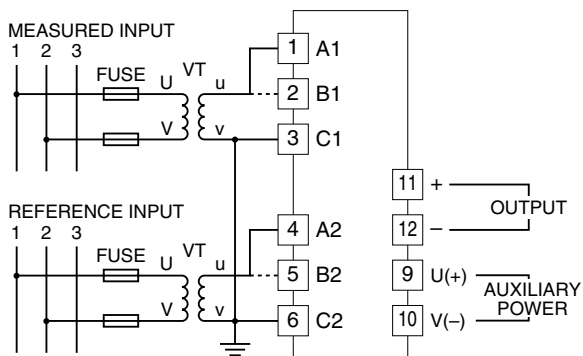 MEASURED INPUT
1 2 3
FUSE
U VT u
V v
1 A1
2 B1
3 C1
11 +
12 –
OUTPUT
REFERENCE INPUT
1 2 3
FUSE
U VT u
V v
4 A2
5 B2
6 C2
9 U(+)
10 V(–)
AUXILIARY
POWER